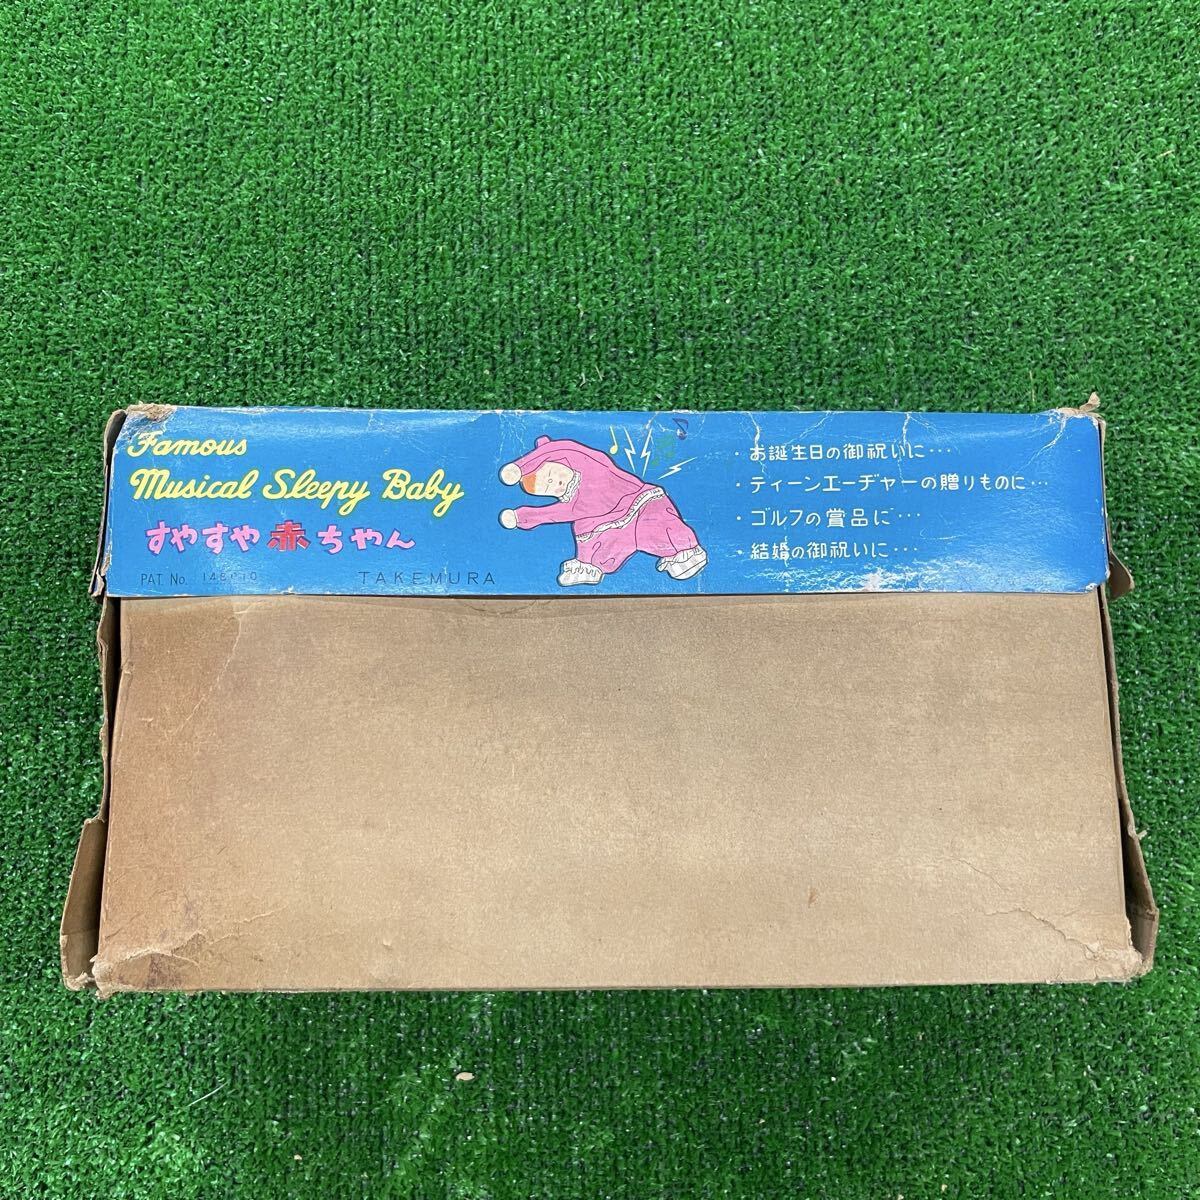 Famous
Musical Sleepy Baby
すやすや赤ちゃん
PAT. No.
TAKEMURA
・お誕生日の御祝いに…
・ティーンエーヂャーの贈りものに…
・ゴルフの賞品に…
・結婚の御祝いに…